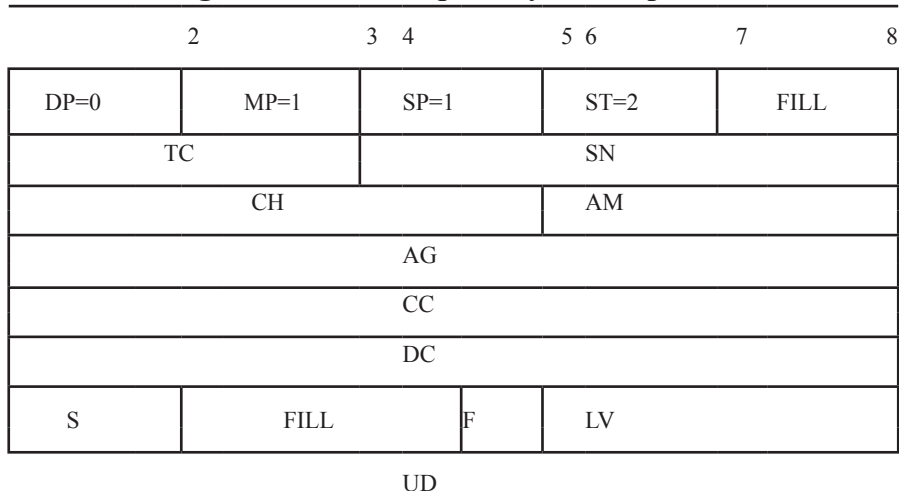 2 3 4 5 6 7 8
DP=0 MP=1 SP=1 ST=2 FILL
TC SN
CH AM
AG
CC
DC
S FILL F LV
UD